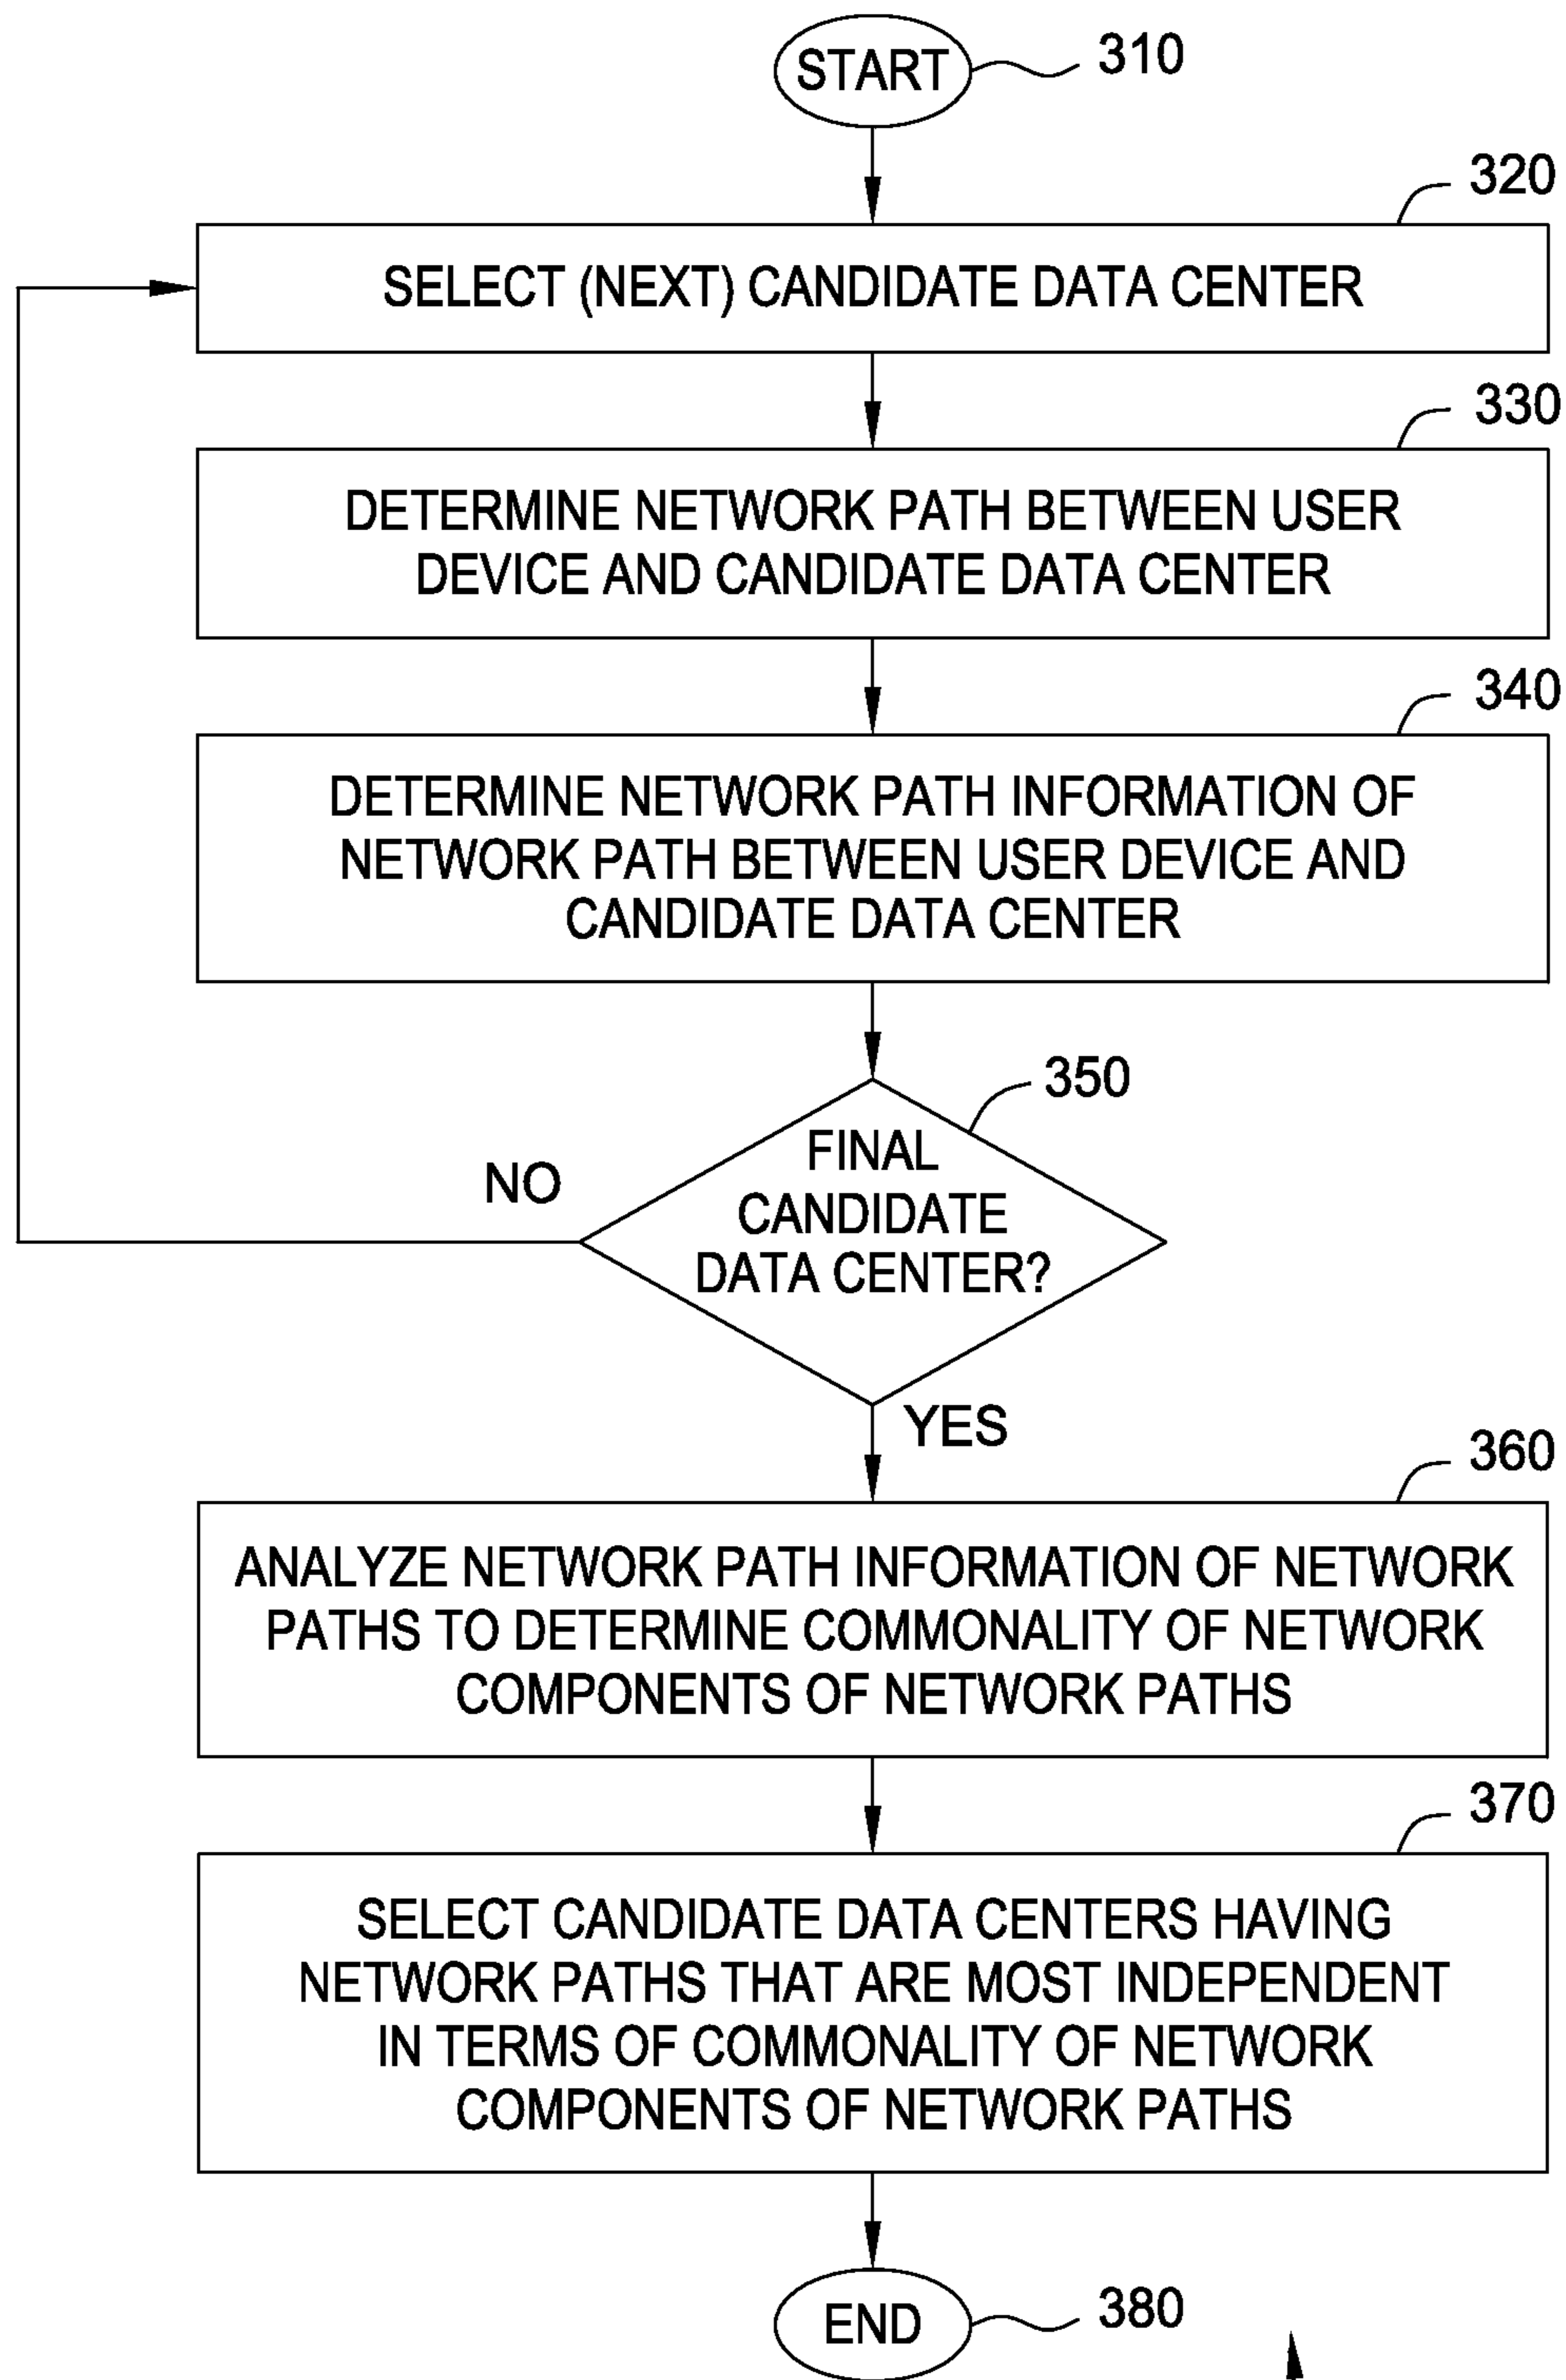 START
310
320
SELECT (NEXT) CANDIDATE DATA CENTER
330
DETERMINE NETWORK PATH BETWEEN USER
DEVICE AND CANDIDATE DATA CENTER
340
DETERMINE NETWORK PATH INFORMATION OF
NETWORK PATH BETWEEN USER DEVICE AND
CANDIDATE DATA CENTER
350
FINAL
CANDIDATE
DATA CENTER?
NO
YES
360
ANALYZE NETWORK PATH INFORMATION OF NETWORK
PATHS TO DETERMINE COMMONALITY OF NETWORK
COMPONENTS OF NETWORK PATHS
370
SELECT CANDIDATE DATA CENTERS HAVING
NETWORK PATHS THAT ARE MOST INDEPENDENT
IN TERMS OF COMMONALITY OF NETWORK
COMPONENTS OF NETWORK PATHS
END
380